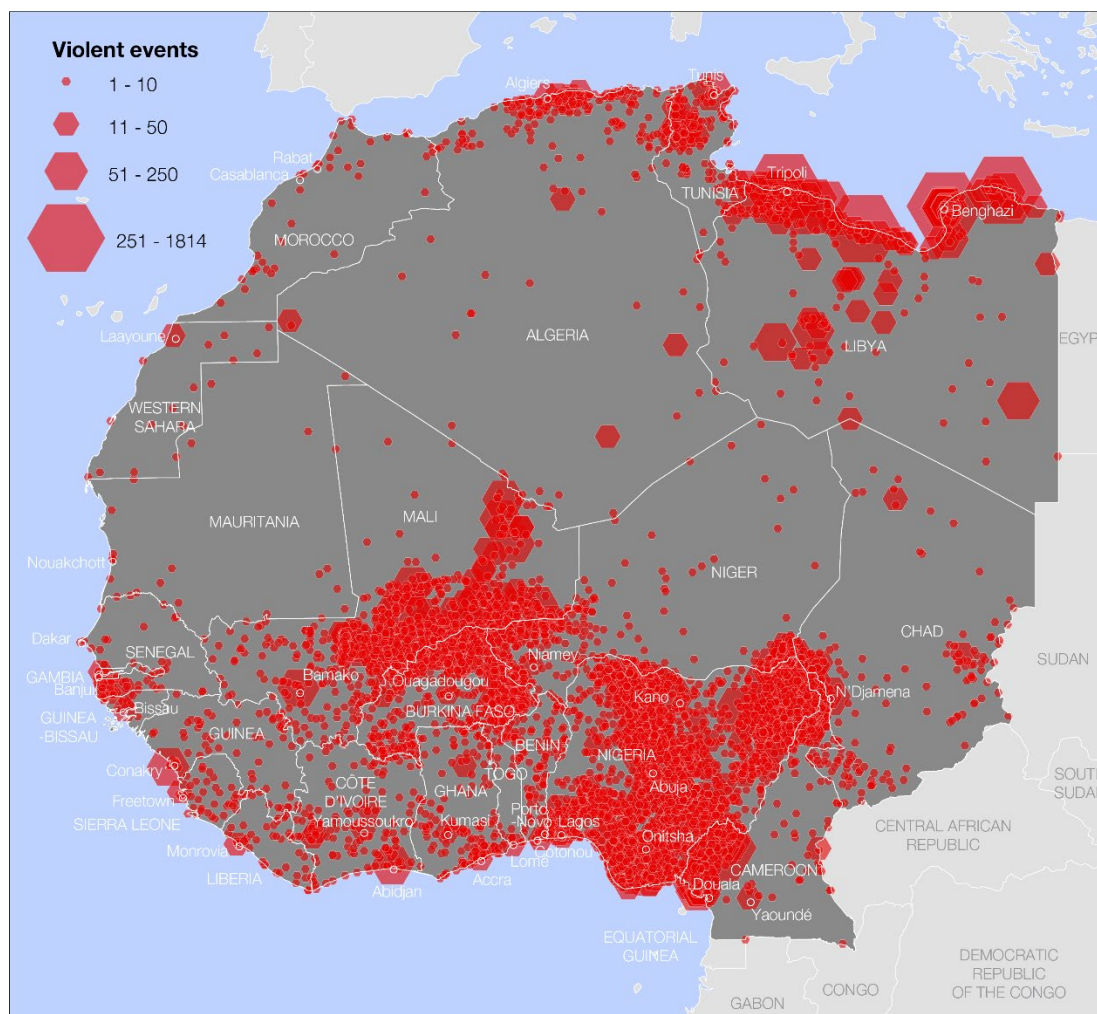 Violent events
1 - 10
11 - 50
51 - 250
251 - 1814
Algiers
Tunis
Rabat
Casablanca
TUNISIA
Tripoli
Benghazi
MOROCCO
Laayoune
ALGERIA
LIBYA
EGYP
WESTERN
SAHARA
MAURITANIA
MALI
Nouakchott
NIGER
CHAD
Dakar
SENEGAL
SUDAN
GAMBIA
Banjul
Bamako
Niamey
Ouagadougou
Kano
N'Djamena
Bissau
BURKINA FASO
GUINEA
-BISSAU
GUINEA
BENIN
NIGERIA
Conakry
CÔTE
D'IVOIRE
GHANA
TOGO
Abuja
SOUTH
SUDAN
Freetown
Porto
-Novo
Lagos
SIERRA LEONE
Yamoussoukro
Kumasi
Onitsha
CENTRAL AFRICAN
REPUBLIC
Monrovia
Cotonou
Lomé
LIBERIA
Accra
Abidjan
CAMEROON
Douala
Yaoundé
EQUATORIAL
GUINEA
DEMOCRATIC
REPUBLIC
OF THE CONGO
GABON
CONGO